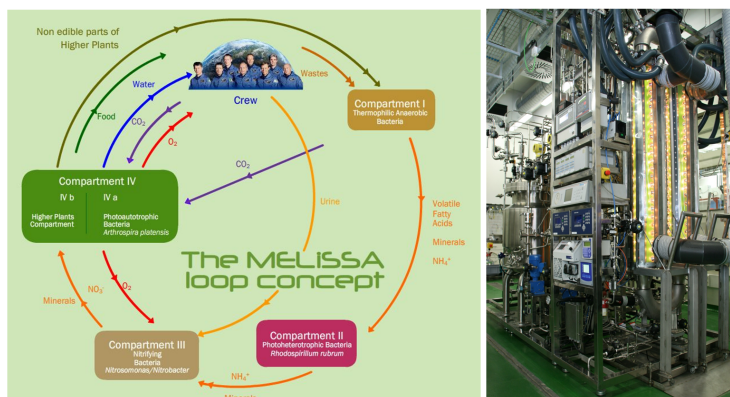 Non edible parts of
Higher Plants
Wastes
Water
Crew
Food
CO₂
O₂
Compartment I
Thermophilic Anaerobic
Bacteria
CO₂
Compartment IV
IV b
IV a
Higher Plants
Compartment
Photoautotrophic
Bacteria
Arthrospira platensis
Urine
Volatile
Fatty
Acids
Minerals
NH₄⁺
The MELiSSA
loop concept
O₂
NO₃⁻
Minerals
Compartment III
Nitrifying
Bacteria
Nitrosomonas/Nitrobacter
Compartment II
Photoheterotrophic Bacteria
Rhodospirillum rubrum
NH₄⁺